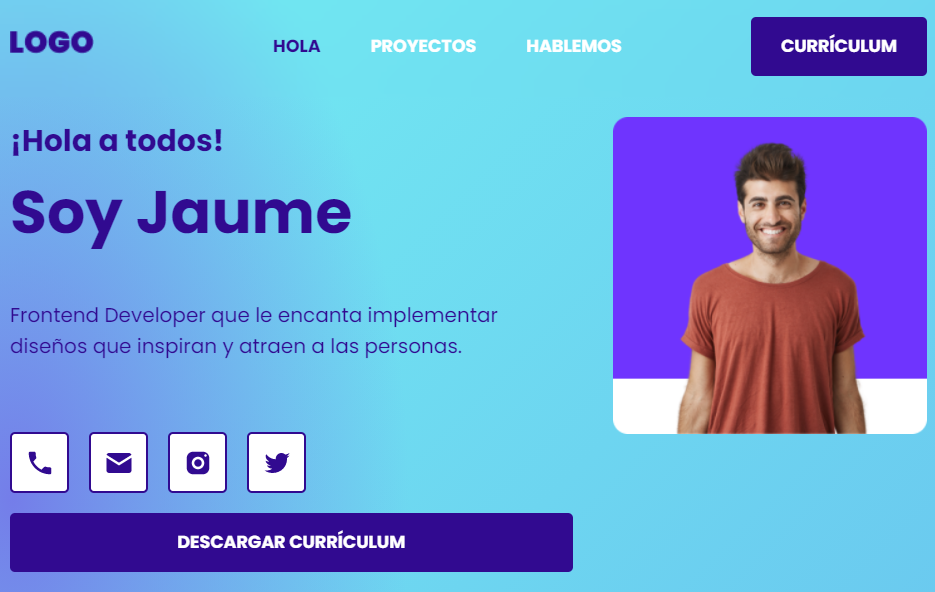 LOGO
HOLA
PROYECTOS
HABLEMOS
CURRÍCULUM
¡Hola a todos!
Soy Jaume
Frontend Developer que le encanta implementar
diseños que inspiran y atraen a las personas.
DESCARGAR CURRÍCULUM